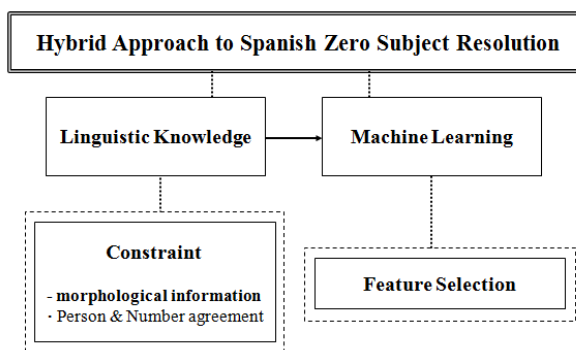 Hybrid Approach to Spanish Zero Subject Resolution
Linguistic Knowledge
Machine Learning
Constraint
- morphological information
· Person & Number agreement
Feature Selection